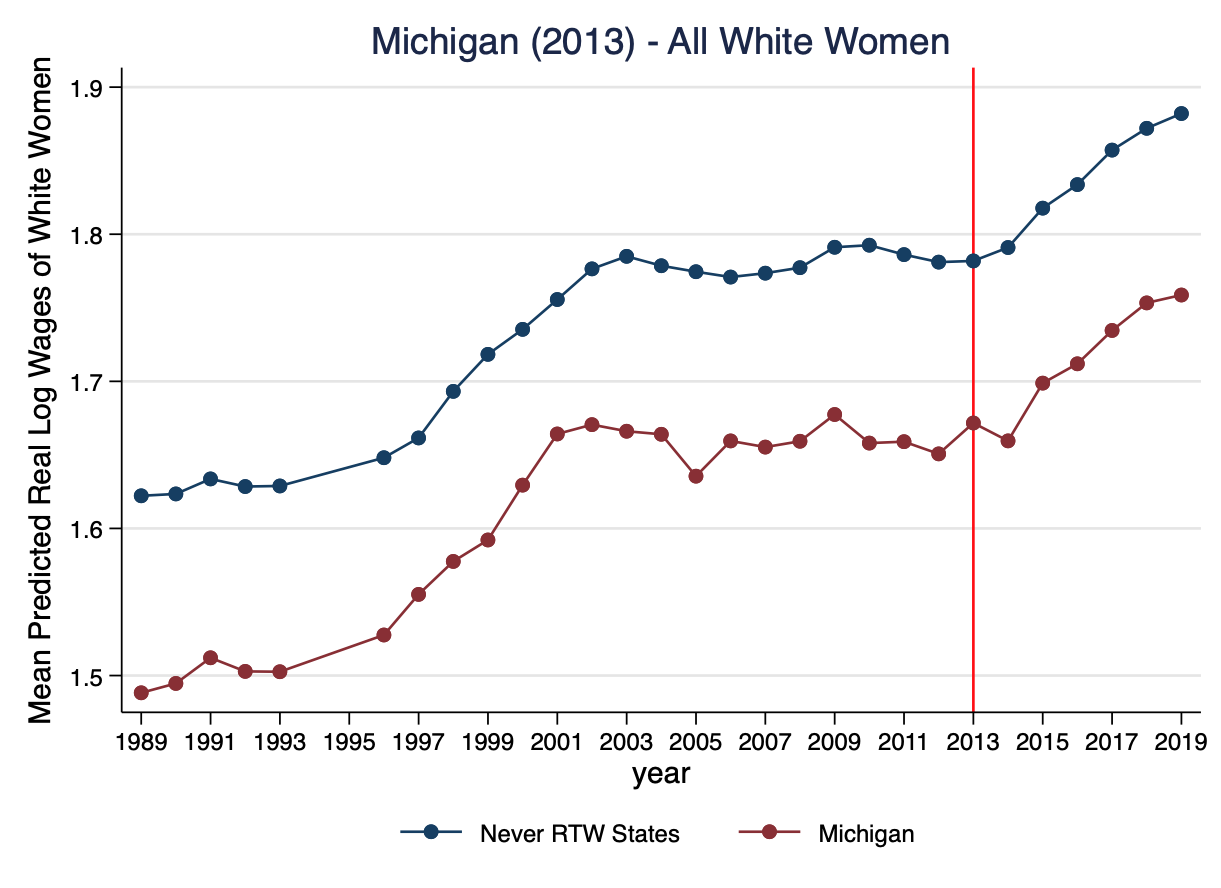 Michigan (2013) - All White Women
Mean Predicted Real Log Wages of White Women
1.9
1.8
1.7
1.6
1.5
1989 1991 1993 1995 1997 1999 2001 2003 2005 2007 2009 2011 2013 2015 2017 2019
year
Never RTW States Michigan